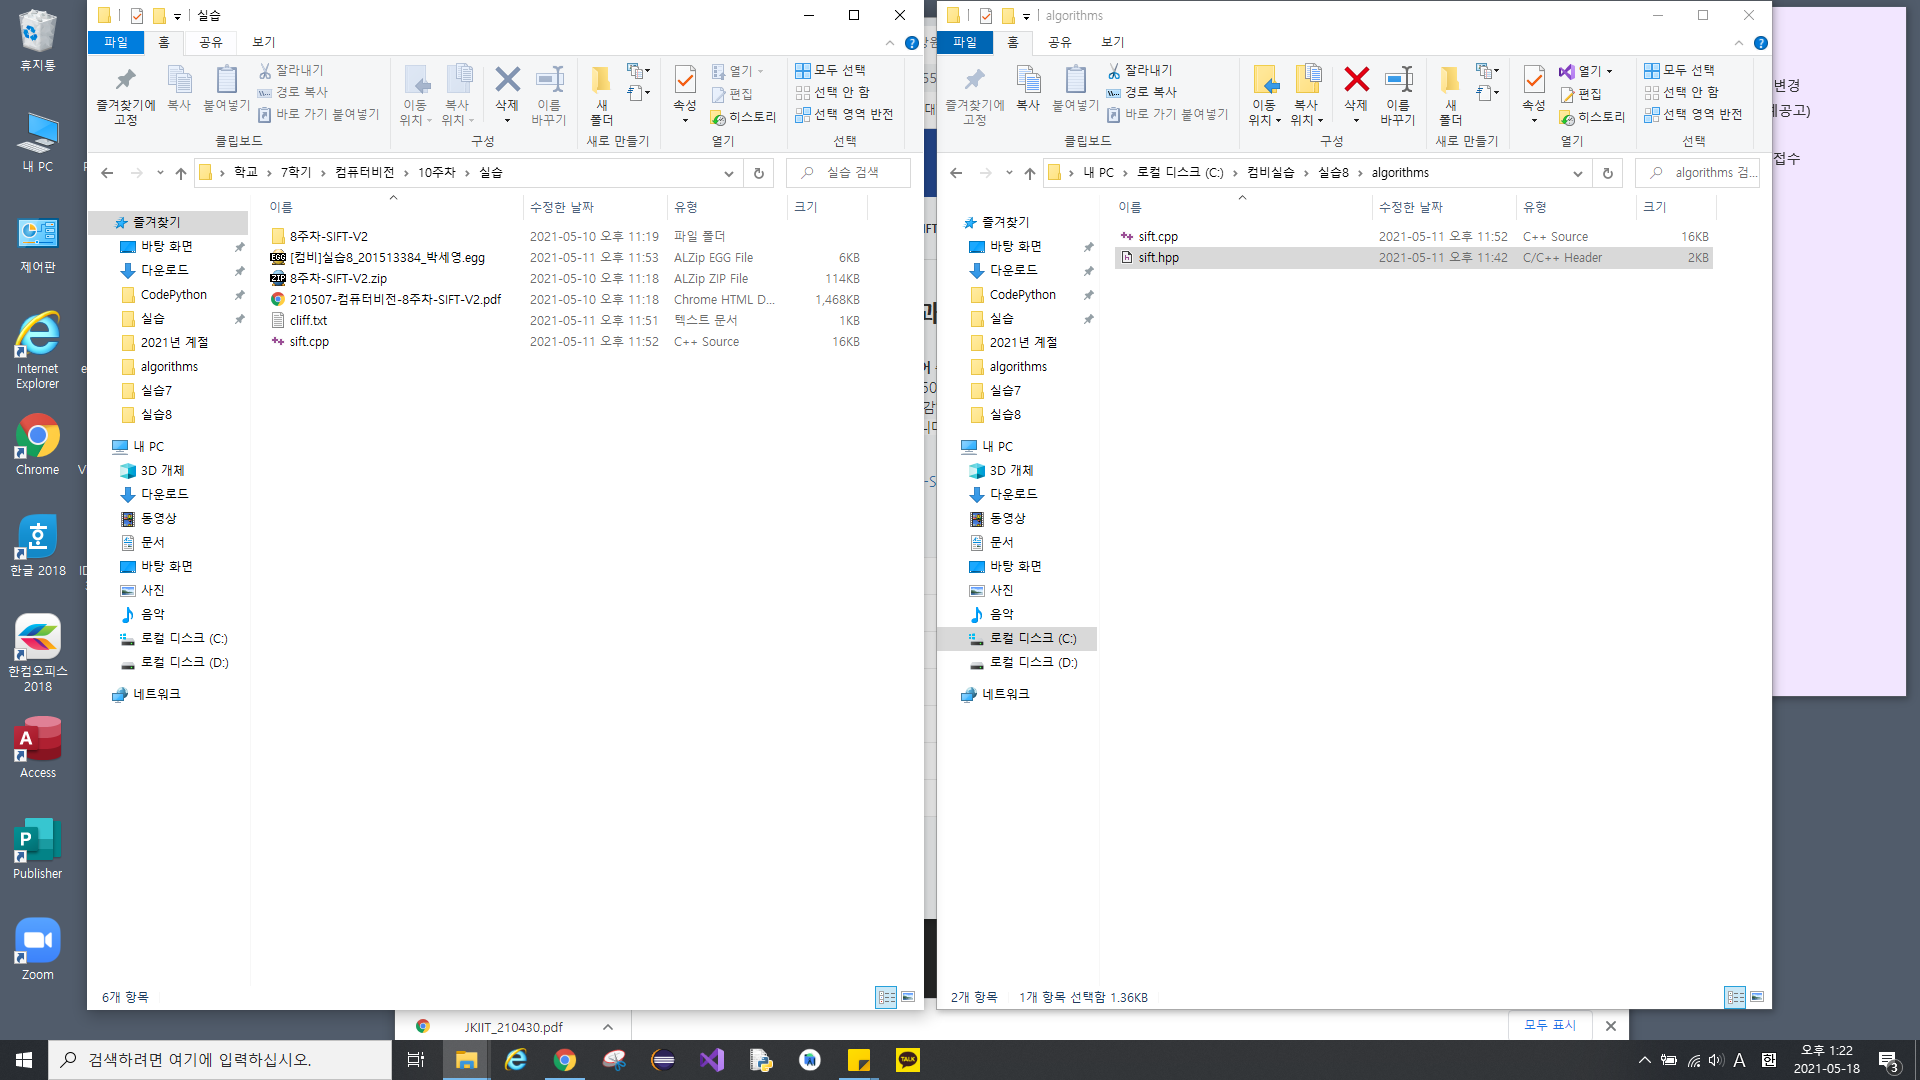 휴지통
내 PC
제어판
Internet
Explorer
Chrome
한글 2018
한컴오피스
2018
Access
Publisher
Zoom
실습
파일
홈
공유
보기
즐겨찾기에
고정
복사
붙여넣기
잘라내기
경로 복사
바로 가기 붙여넣기
클립보드
이동
위치
복사
위치
삭제
이름
바꾸기
구성
새
폴더
새로 만들기
속성
열기
편집
히스토리
열기
모두 선택
선택 안 함
선택 영역 반전
선택
학교 > 7학기 > 컴퓨터비전 > 10주차 > 실습
실습 검색
이름 수정한 날짜 유형 크기
8주차-SIFT-V2 2021-05-10 오후 11:19 파일 폴더
[컴비]실습8_201513384_박세영.egg 2021-05-11 오후 11:53 ALZip EGG File 6KB
8주차-SIFT-V2.zip 2021-05-10 오후 11:18 ALZip ZIP File 114KB
210507-컴퓨터비전-8주차-SIFT-V2.pdf 2021-05-10 오후 11:18 Chrome HTML D... 1,468KB
cliff.txt 2021-05-11 오후 11:51 텍스트 문서 1KB
sift.cpp 2021-05-11 오후 11:52 C++ Source 16KB
즐겨찾기
바탕 화면
다운로드
CodePython
실습
2021년 계절
algorithms
실습7
실습8
내 PC
3D 개체
다운로드
동영상
문서
바탕 화면
사진
음악
로컬 디스크 (C:)
로컬 디스크 (D:)
네트워크
6개 항목
algorithms
파일
홈
공유
보기
즐겨찾기에
고정
복사
붙여넣기
잘라내기
경로 복사
바로 가기 붙여넣기
클립보드
이동
위치
복사
위치
삭제
이름
바꾸기
구성
새
폴더
새로 만들기
속성
열기
편집
히스토리
열기
모두 선택
선택 안 함
선택 영역 반전
선택
내 PC > 로컬 디스크 (C:) > 컴비실습 > 실습8 > algorithms
algorithms 검...
이름 수정한 날짜 유형 크기
sift.cpp 2021-05-11 오후 11:52 C++ Source 16KB
sift.hpp 2021-05-11 오후 11:42 C/C++ Header 2KB
즐겨찾기
바탕 화면
다운로드
CodePython
실습
2021년 계절
algorithms
실습7
실습8
내 PC
3D 개체
다운로드
동영상
문서
바탕 화면
사진
음악
로컬 디스크 (C:)
로컬 디스크 (D:)
네트워크
2개 항목 1개 항목 선택함 1.36KB
변경
접수
JKIIT_210430.pdf
모두 표시
검색하려면 여기에 입력하십시오.
TALK
A 한
오후 1:22
2021-05-18
3